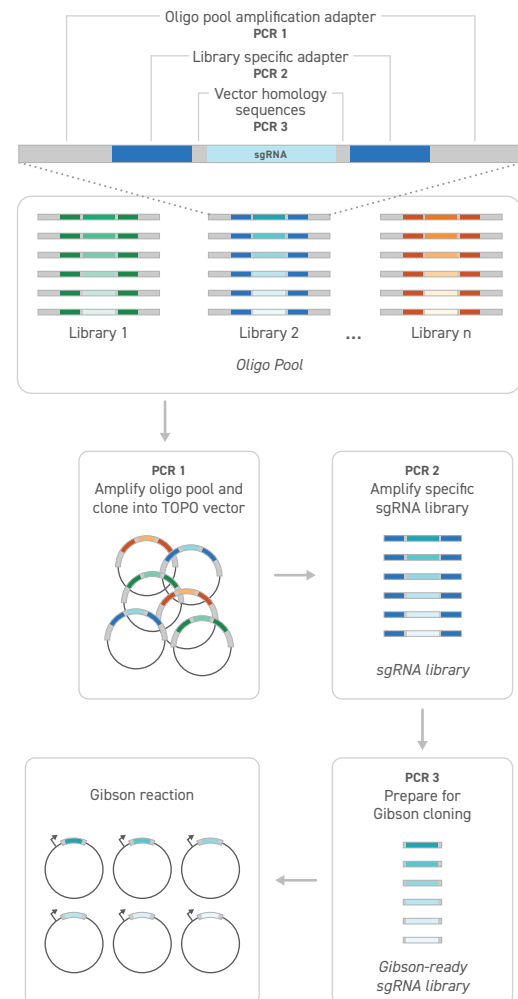 Oligo pool amplification adapter
PCR 1
Library specific adapter
PCR 2
Vector homology
sequences
PCR 3
sgRNA
Library 1
Library 2
...
Library n
Oligo Pool
PCR 1
Amplify oligo pool and
clone into TOPO vector
PCR 2
Amplify specific
sgRNA library
sgRNA library
Gibson reaction
PCR 3
Prepare for
Gibson cloning
Gibson-ready
sgRNA library